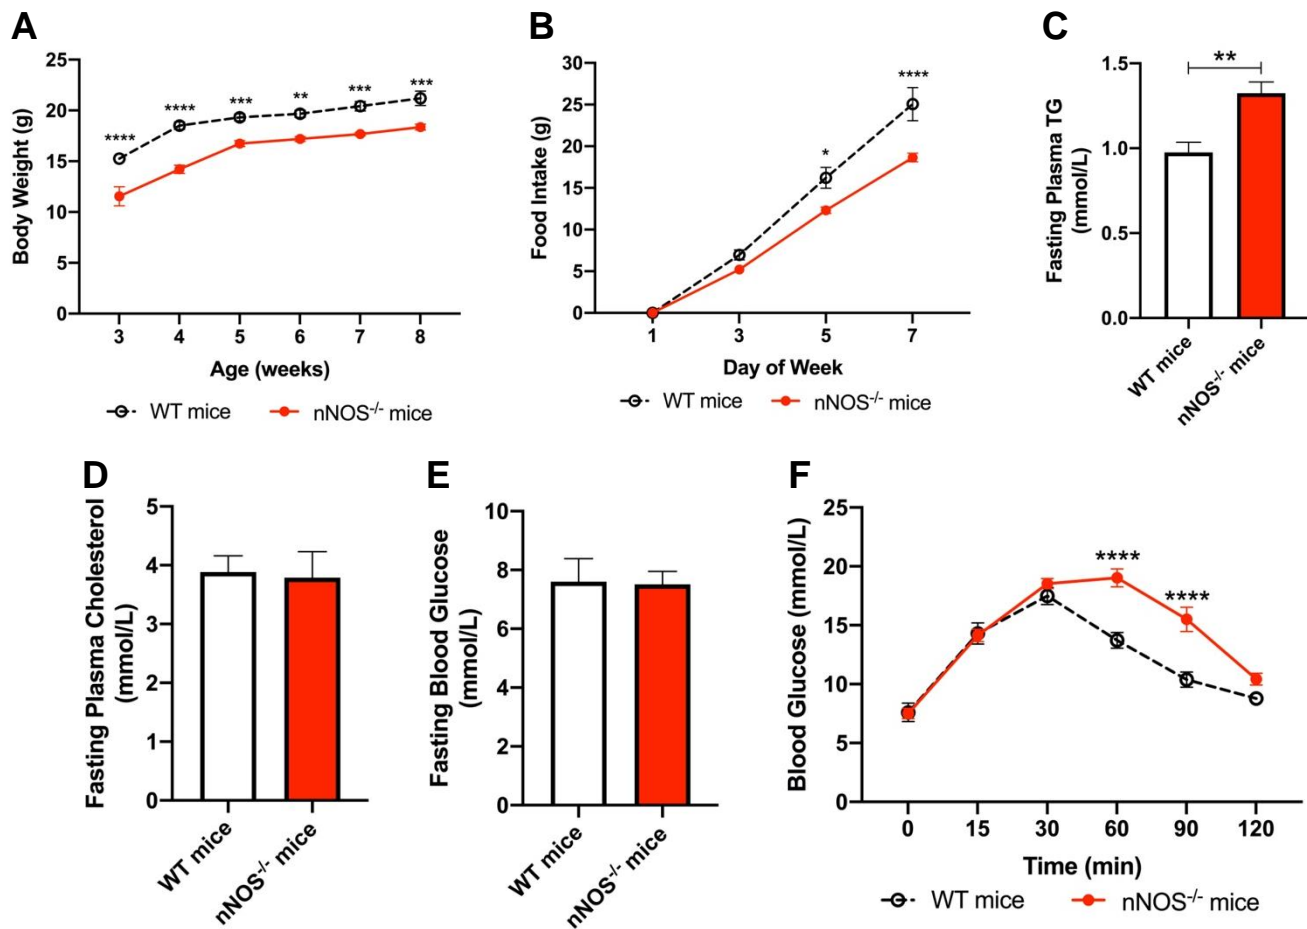 A
Body Weight (g)
25
20
15
10
5
0
**** **** *** ** *** ***
3 4 5 6 7 8
Age (weeks)
WT mice nNOS-/- mice
B
Food Intake (g)
30
25
20
15
10
5
0
* ****
1 3 5 7
Day of Week
WT mice nNOS-/- mice
C
Fasting Plasma TG
(mmol/L)
1.5
1.0
0.5
0.0
**
WT mice
nNOS-/- mice
D
Fasting Plasma Cholesterol
(mmol/L)
5
4
3
2
1
0
WT mice
nNOS-/- mice
E
Fasting Blood Glucose
(mmol/L)
10
8
6
4
2
0
WT mice
nNOS-/- mice
F
Blood Glucose (mmol/L)
25
20
15
10
5
0
**** ****
0 15 30 60 90 120
Time (min)
WT mice nNOS-/- mice